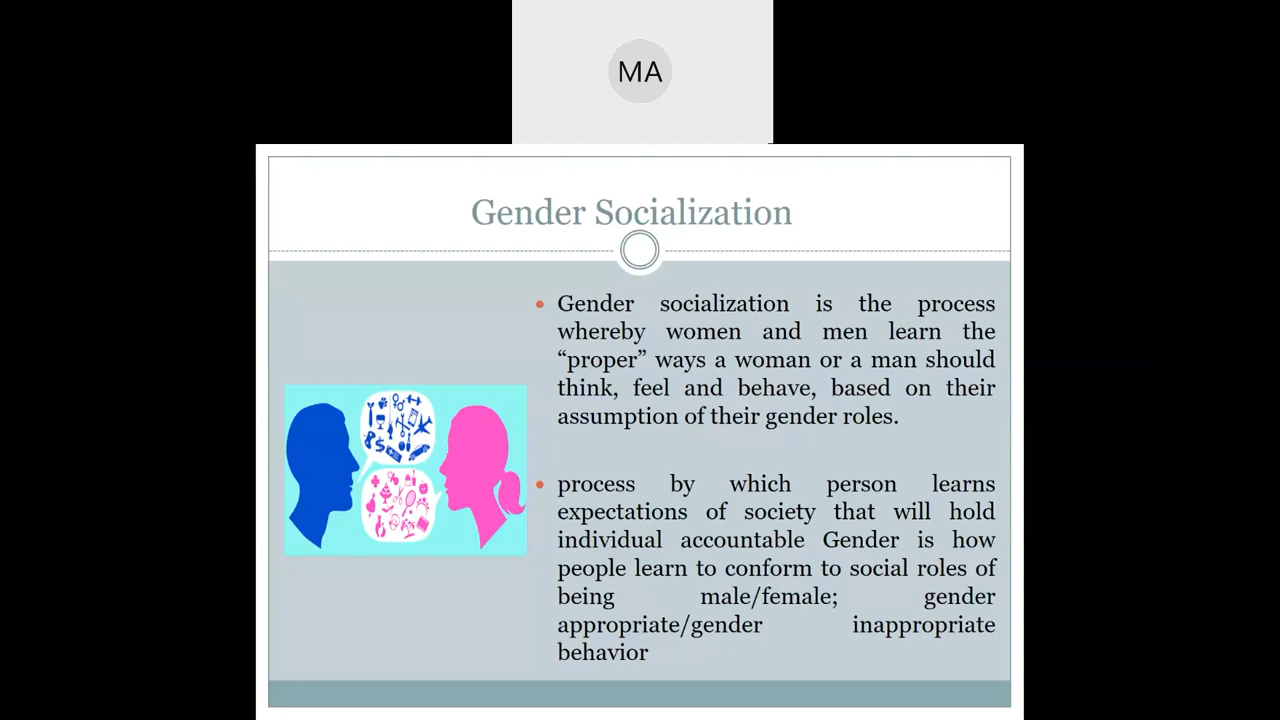 MA
Gender Socialization
• Gender socialization is the process
whereby women and men learn the
“proper” ways a woman or a man should
think, feel and behave, based on their
assumption of their gender roles.
• process by which person learns
expectations of society that will hold
individual accountable Gender is how
people learn to conform to social roles of
being male/female; gender
appropriate/gender inappropriate
behavior